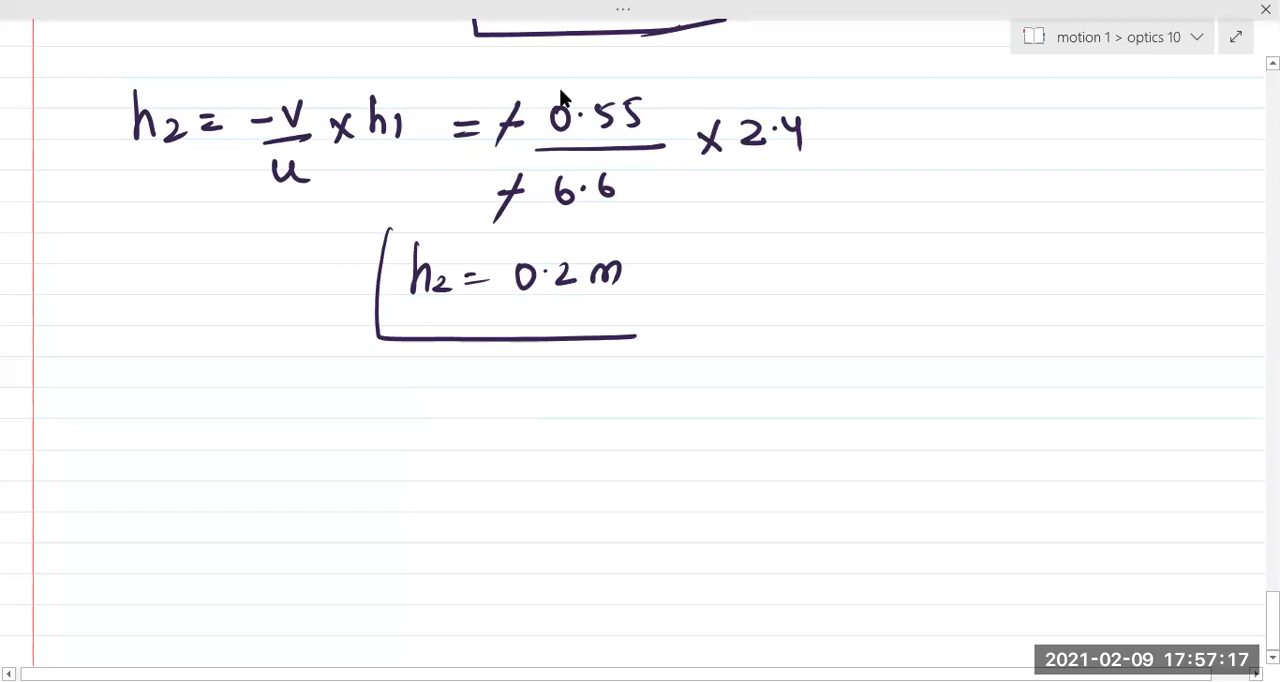 ...
motion 1 > optics 10
h2 = -v/u x h1 = - 0.55 / - 6.6 x 2.4
h2 = 0.2 m
2021-02-09 17:57:17